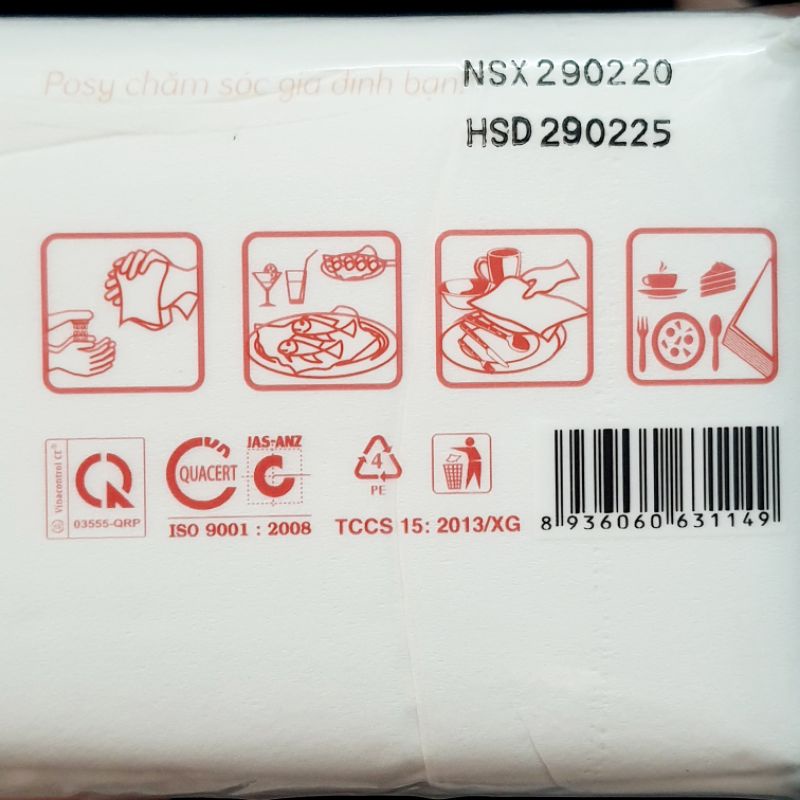 Posy chăm sóc gia đình bạn!
NSX 290220
HSD 290225
Vinacontrol CE®
03555-QRP
QUACERT
JAS-ANZ
ISO 9001 : 2008
4
PE
TCCS 15: 2013/XG
8 936060 631149